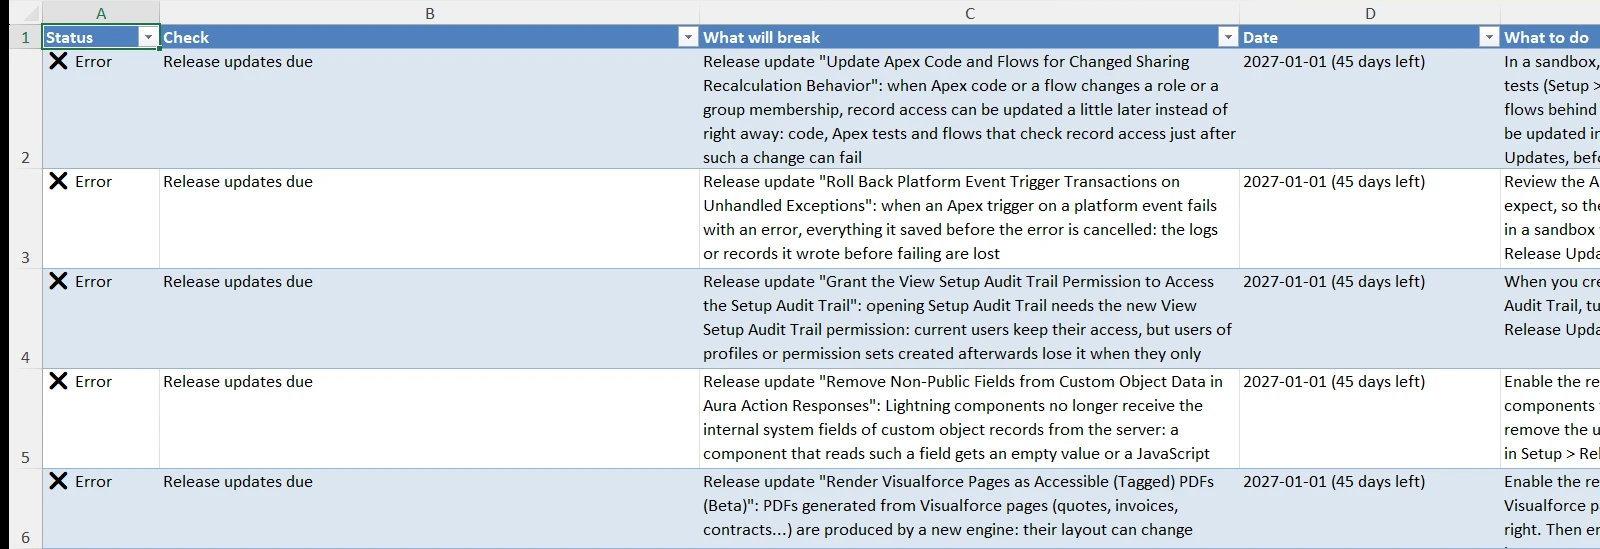 A B C D
1 Status Check What will break Date What to do
Error Release updates due Release update "Update Apex Code and Flows for Changed Sharing 2027-01-01 (45 days left) In a sandbox,
Recalculation Behavior": when Apex code or a flow changes a role or a tests (Setup >
group membership, record access can be updated a little later instead of flows behind
right away: code, Apex tests and flows that check record access just after be updated in
2 such a change can fail Updates, befo
Error Release updates due Release update "Roll Back Platform Event Trigger Transactions on 2027-01-01 (45 days left) Review the A
Unhandled Exceptions": when an Apex trigger on a platform event fails expect, so the
with an error, everything it saved before the error is cancelled: the logs in a sandbox
3 or records it wrote before failing are lost Release Upda
Error Release updates due Release update "Grant the View Setup Audit Trail Permission to Access 2027-01-01 (45 days left) When you cre
the Setup Audit Trail": opening Setup Audit Trail needs the new View Audit Trail, tu
Setup Audit Trail permission: current users keep their access, but users of Release Upda
4 profiles or permission sets created afterwards lose it when they only
Error Release updates due Release update "Remove Non-Public Fields from Custom Object Data in 2027-01-01 (45 days left) Enable the re
Aura Action Responses": Lightning components no longer receive the components
internal system fields of custom object records from the server: a remove the u
5 component that reads such a field gets an empty value or a JavaScript in Setup > Rel
Error Release updates due Release update "Render Visualforce Pages as Accessible (Tagged) PDFs 2027-01-01 (45 days left) Enable the re
(Beta)": PDFs generated from Visualforce pages (quotes, invoices, Visualforce p
6 contracts...) are produced by a new engine: their layout can change right. Then en